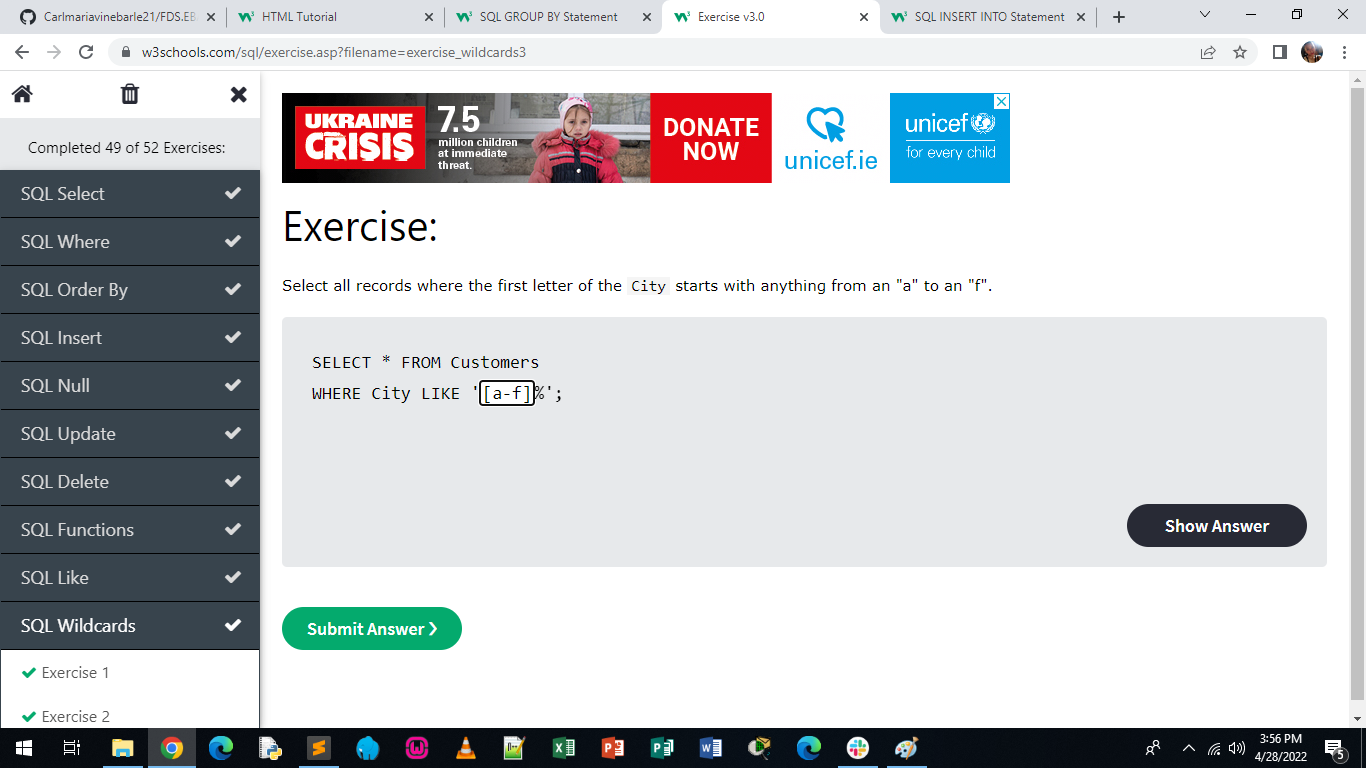 Carlmariavinebarle21/FDS.EB
HTML Tutorial
SQL GROUP BY Statement
Exercise v3.0
SQL INSERT INTO Statement
w3schools.com/sql/exercise.asp?filename=exercise_wildcards3
Completed 49 of 52 Exercises:
SQL Select
SQL Where
SQL Order By
SQL Insert
SQL Null
SQL Update
SQL Delete
SQL Functions
SQL Like
SQL Wildcards
Exercise 1
Exercise 2
UKRAINE
CRISIS
7.5
million children
at immediate
threat.
DONATE
NOW
unicef.ie
unicef
for every child
Exercise:
Select all records where the first letter of the City starts with anything from an "a" to an "f".
SELECT * FROM Customers
WHERE City LIKE '[a-f]%';
Show Answer
Submit Answer ❯
3:56 PM
4/28/2022
5